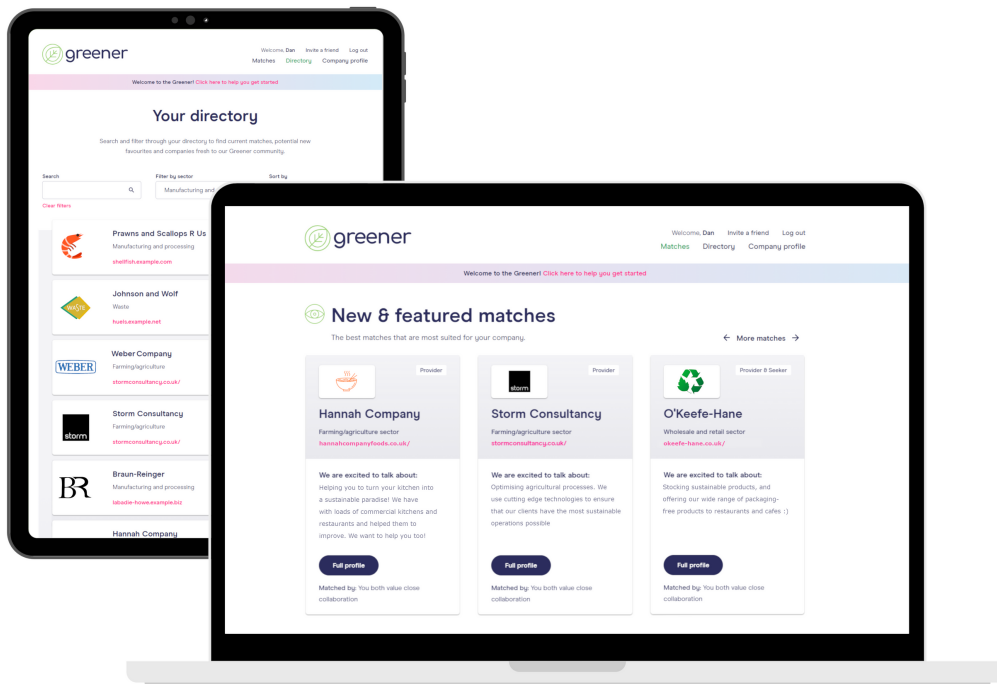 greener
Welcome, Dan Invite a friend Log out
Matches Directory Company profile
Welcome to the Greener! Click here to help you get started
Your directory
Search and filter through your directory to find current matches, potential new
favourites and companies fresh to our Greener community.
Search Filter by sector Sort by
Manufacturing and
Clear filters
Prawns and Scallops R Us
Manufacturing and processing
shellfish.example.com
WASTE
Johnson and Wolf
Waste
huels.example.net
WEBER
Weber Company
Farming/agriculture
stormconsultancy.co.uk/
storm
Storm Consultancy
Farming/agriculture
stormconsultancy.co.uk/
BR
Braun-Reinger
Manufacturing and processing
labadie-howe.example.biz
Hannah Company
greener
Welcome, Dan Invite a friend Log out
Matches Directory Company profile
Welcome to the Greener! Click here to help you get started
New & featured matches
The best matches that are most suited for your company.
← More matches →
Provider
Hannah Company
Farming/agriculture sector
hannahcompanyfoods.co.uk/
We are excited to talk about:
Helping you to turn your kitchen into
a sustainable paradise! We have
with loads of commercial kitchens and
restaurants and helped them to
improve. We want to help you too!
Full profile
Matched by: You both value close
collaboration
storm
Provider
Storm Consultancy
Farming/agriculture sector
stormconsultancy.co.uk/
We are excited to talk about:
Optimising agricultural processes. We
use cutting edge technologies to ensure
that our clients have the most sustainable
operations possible
Full profile
Matched by: You both value close
collaboration
Provider & Seeker
O'Keefe-Hane
Wholesale and retail sector
okeefe-hane.co.uk/
We are excited to talk about:
Stocking sustainable products, and
offering our wide range of packaging-
free products to restaurants and cafes :)
Full profile
Matched by: You both value close
collaboration